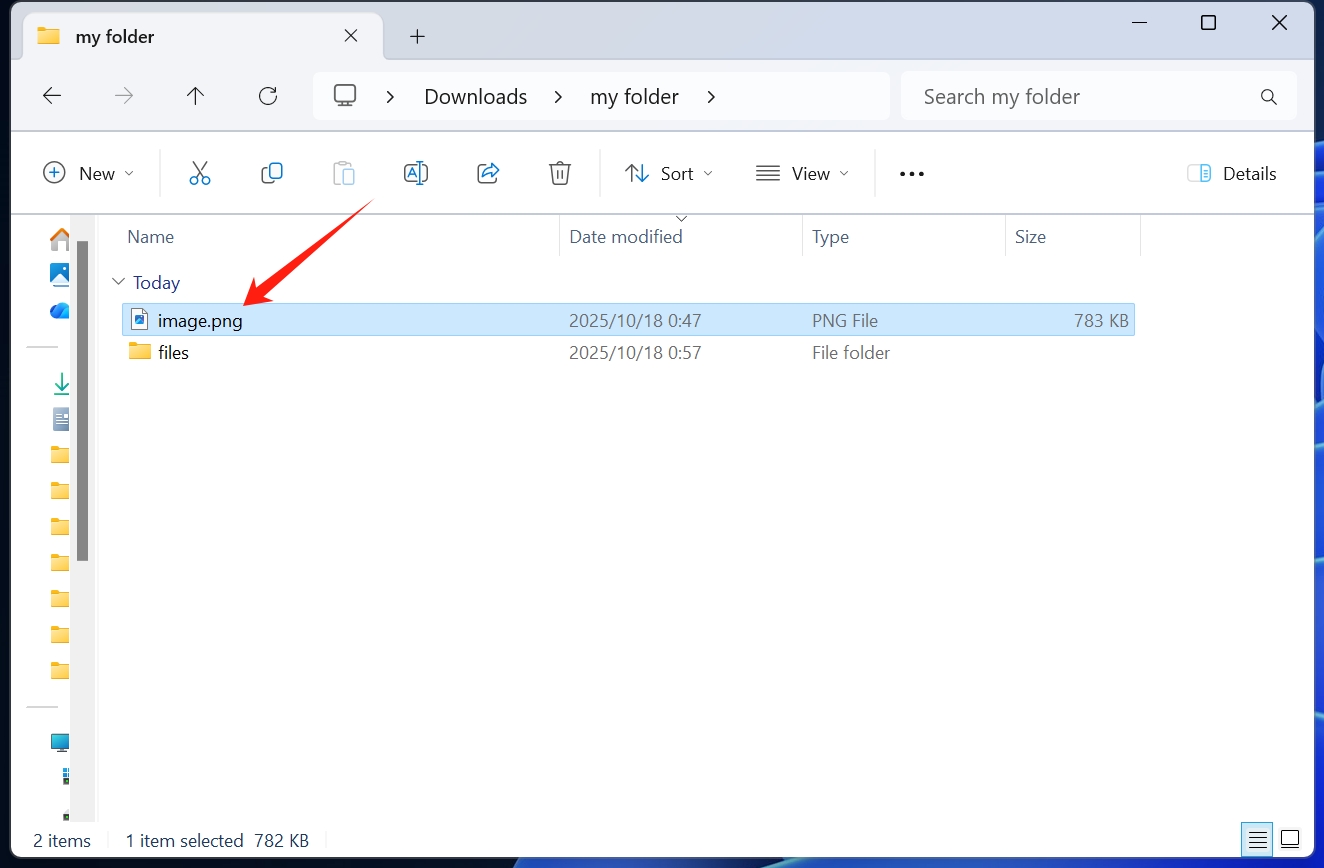 my folder
Downloads my folder
Search my folder
New
A
Sort
View
Details
Name Date modified Type Size
Today
image.png 2025/10/18 0:47 PNG File 783 KB
files 2025/10/18 0:57 File folder
2 items 1 item selected 782 KB